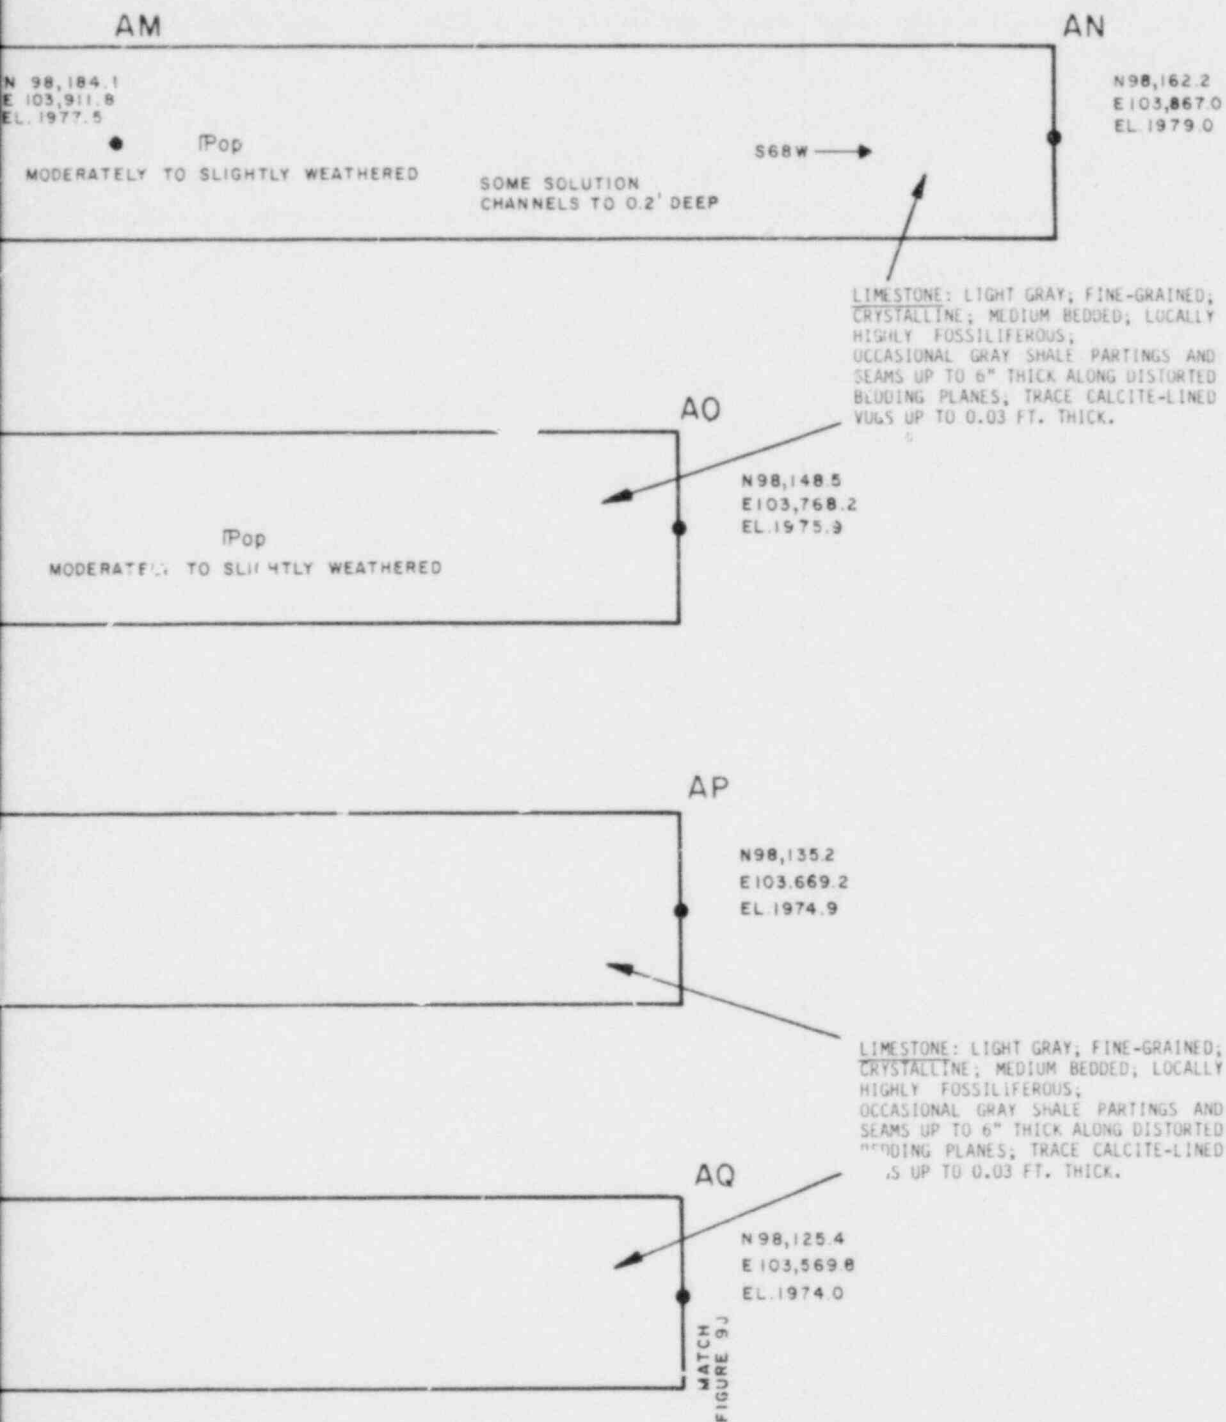 AM
AN
N 98,184.1
E 103,911.8
EL. 1977.5
N98,162.2
E103,867.0
EL. 1979.0
ℙop
MODERATELY TO SLIGHTLY WEATHERED
S68W
SOME SOLUTION
CHANNELS TO 0.2' DEEP
LIMESTONE: LIGHT GRAY; FINE-GRAINED;
CRYSTALLINE; MEDIUM BEDDED; LOCALLY
HIGHLY FOSSILIFEROUS;
OCCASIONAL GRAY SHALE PARTINGS AND
SEAMS UP TO 6" THICK ALONG DISTORTED
BEDDING PLANES; TRACE CALCITE-LINED
VUGS UP TO 0.03 FT. THICK.
AO
N98,148.5
E103,768.2
EL.1975.9
ℙop
TO WEATHERED
AP
N98,135.2
E103.669.2
EL.1974.9
LIMESTONE: LIGHT GRAY; FINE-GRAINED;
CRYSTALLINE; MEDIUM BEDDED; LOCALLY
HIGHLY FOSSILIFEROUS;
OCCASIONAL GRAY SHALE PARTINGS AND
SEAMS UP TO 6" THICK ALONG DISTORTED
PLANES; TRACE CALCITE-LINED
UP TO 0.03 FT. THICK.
AQ
N98,125.4
E103,569.8
EL.1974.0
MATCH
FIGURE 9J